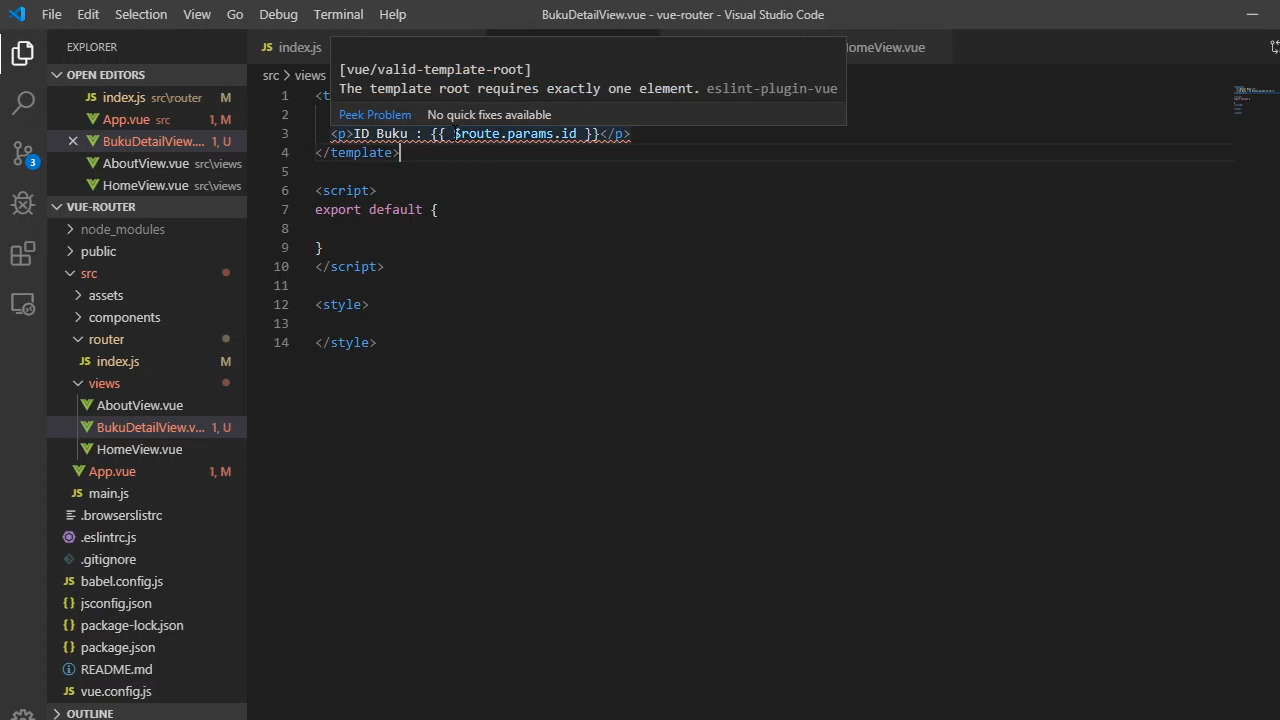 File Edit Selection View Go Debug Terminal Help
BukuDetailView.vue - vue-router - Visual Studio Code
EXPLORER
OPEN EDITORS
index.js src\router M
App.vue src 1, M
BukuDetailView.... 1, U
AboutView.vue src\views
HomeView.vue src\views
VUE-ROUTER
node_modules
public
src
assets
components
router
index.js M
views
AboutView.vue
BukuDetailView.v... 1, U
HomeView.vue
App.vue 1, M
main.js
.browserslistrc
.eslintrc.js
.gitignore
babel.config.js
jsconfig.json
package-lock.json
package.json
README.md
vue.config.js
OUTLINE
3
index.js
omeView.vue
src > views
[vue/valid-template-root]
The template root requires exactly one element. eslint-plugin-vue
Peek Problem No quick fixes available
1 <t
2
3 <p>ID Buku : {{ $route.params.id }}</p>
4 </template>
5
6 <script>
7 export default {
8
9 }
10 </script>
11
12 <style>
13
14 </style>